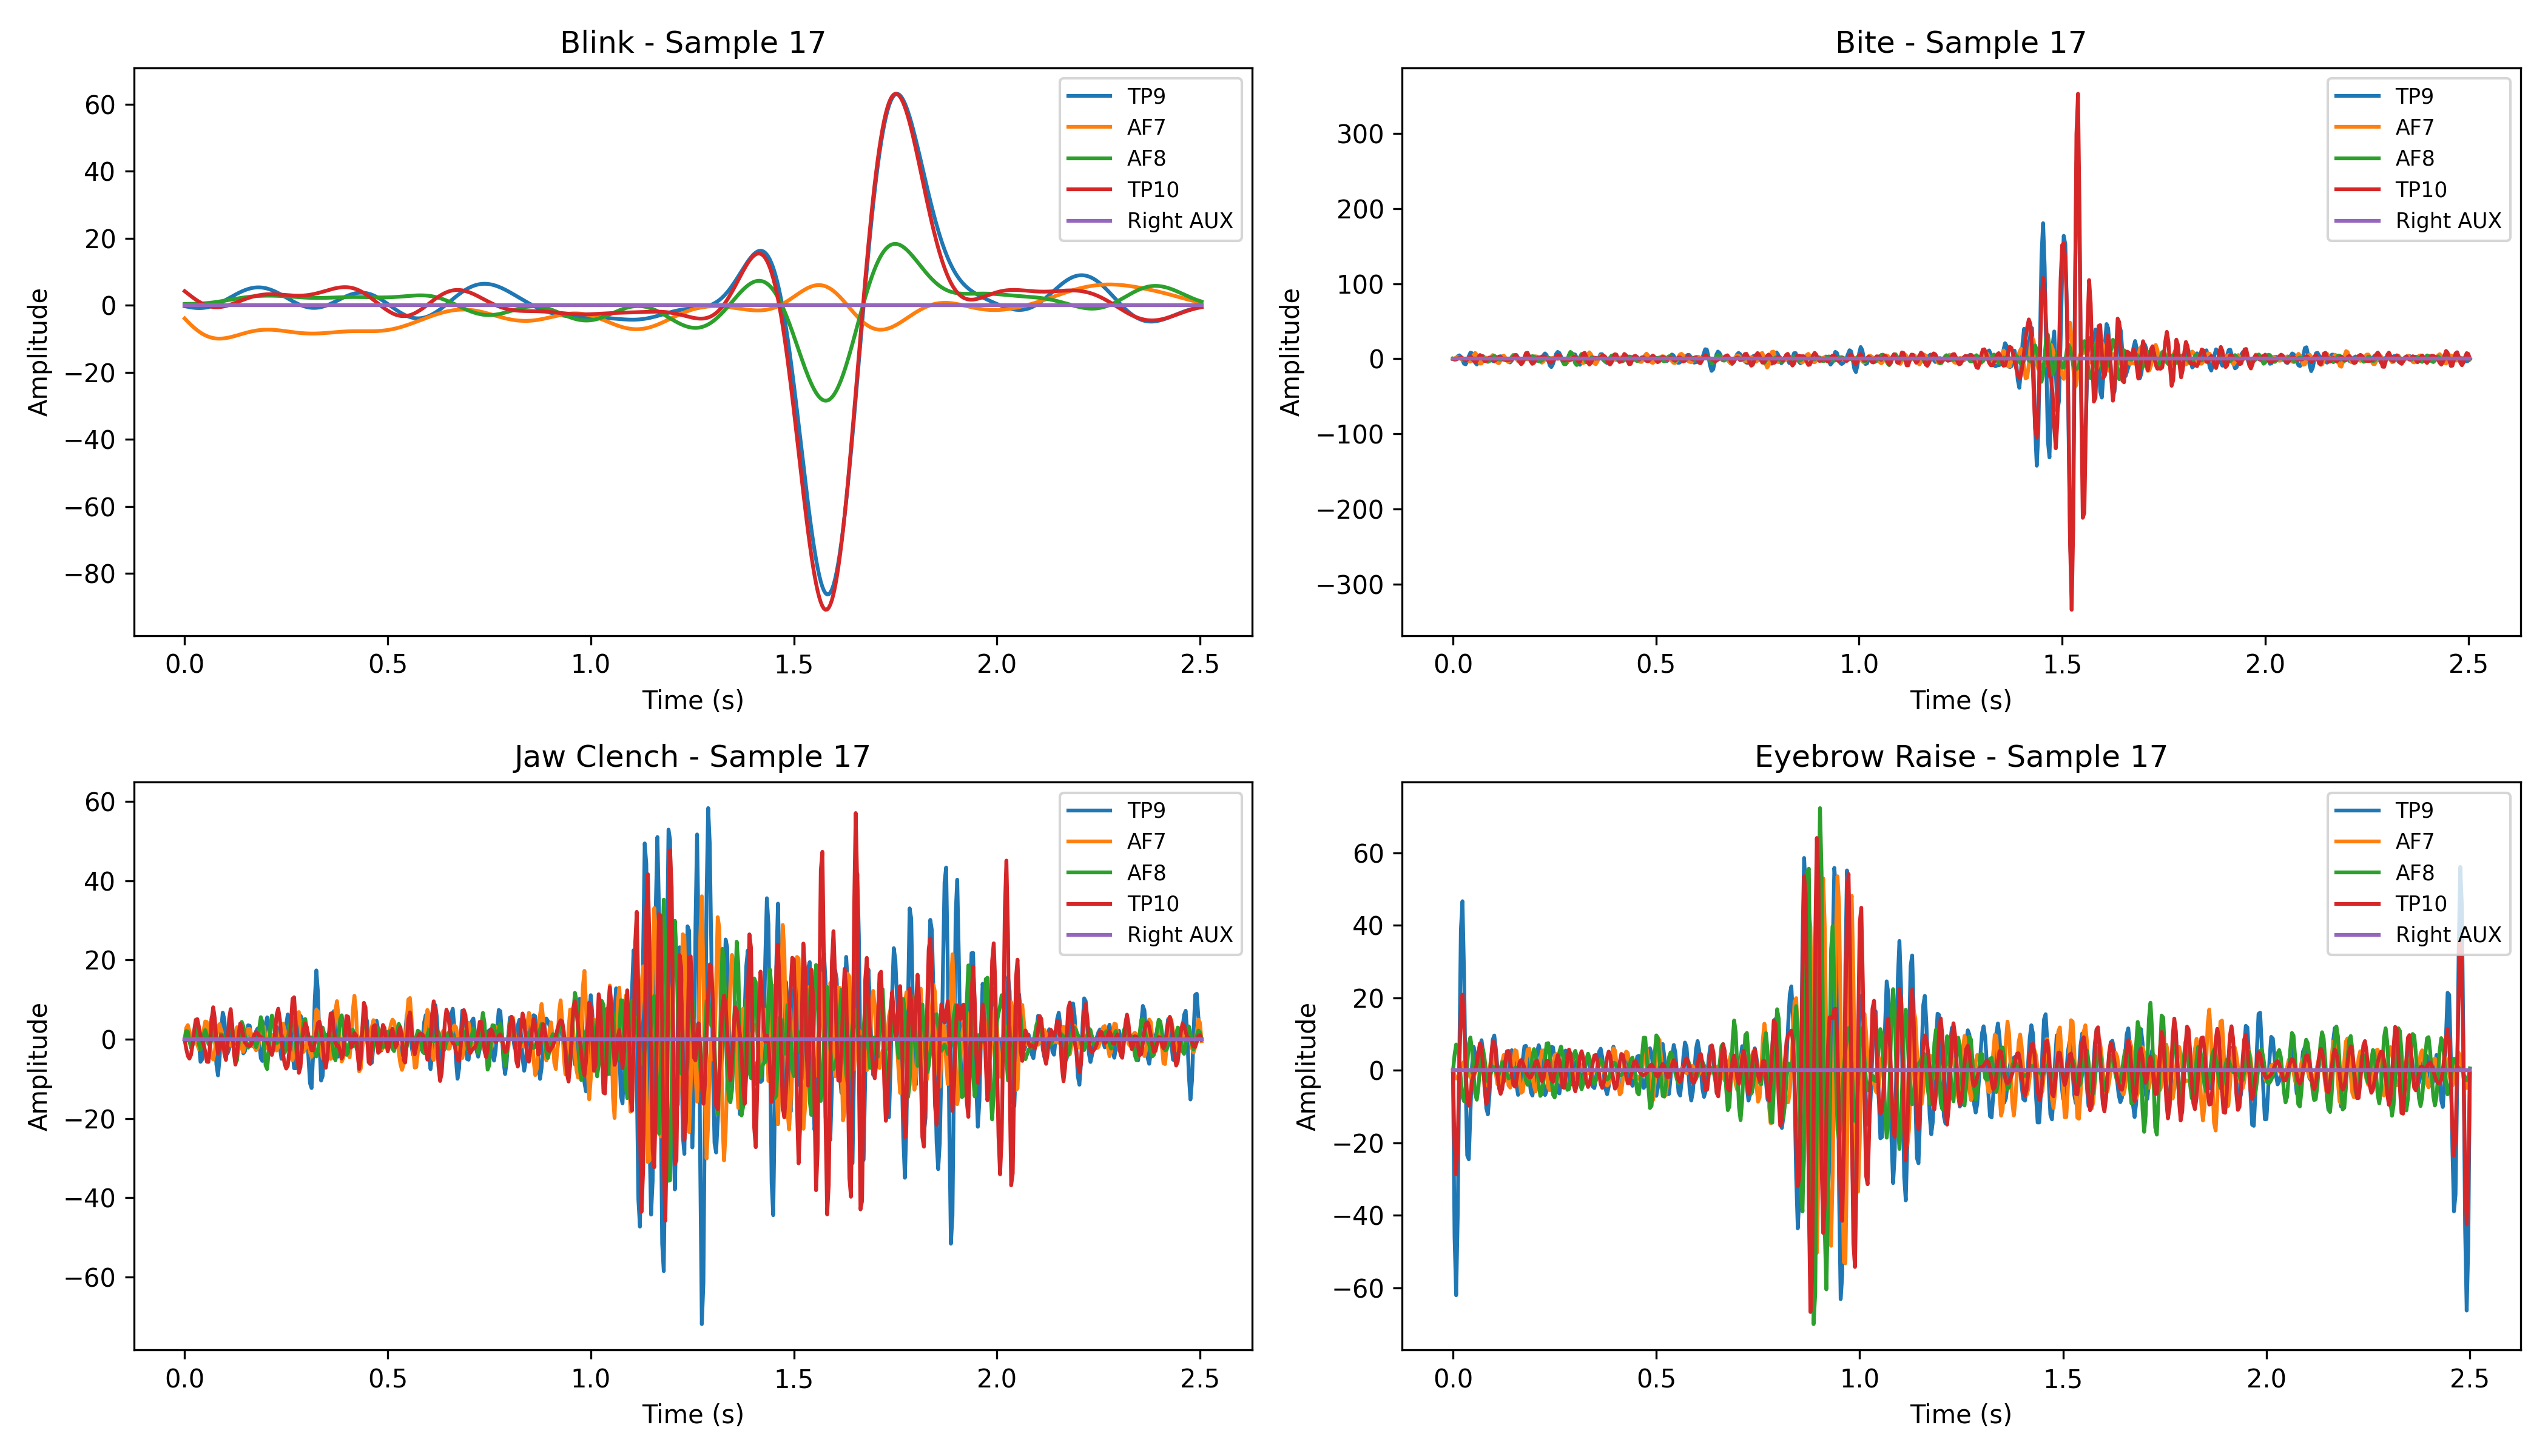 Blink - Sample 17
Amplitude
60
40
20
0
−20
−40
−60
−80
0.0 0.5 1.0 1.5 2.0 2.5
Time (s)
TP9
AF7
AF8
TP10
Right AUX
Bite - Sample 17
Amplitude
300
200
100
0
−100
−200
−300
0.0 0.5 1.0 1.5 2.0 2.5
Time (s)
TP9
AF7
AF8
TP10
Right AUX
Jaw Clench - Sample 17
Amplitude
60
40
20
0
−20
−40
−60
0.0 0.5 1.0 1.5 2.0 2.5
Time (s)
TP9
AF7
AF8
TP10
Right AUX
Eyebrow Raise - Sample 17
Amplitude
60
40
20
0
−20
−40
−60
0.0 0.5 1.0 1.5 2.0 2.5
Time (s)
TP9
AF7
AF8
TP10
Right AUX